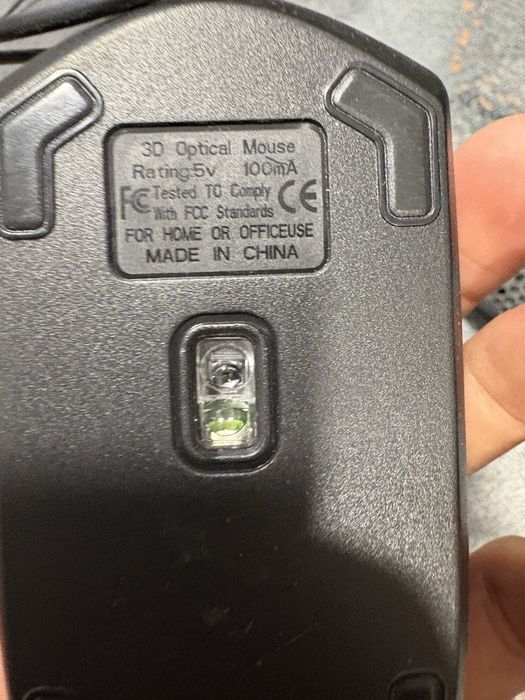 3D Optical Mouse
Rating:5v 100mA
FC Tested TO Comply
With FCC Standards CE
FOR HOME OR OFFICEUSE
MADE IN CHINA